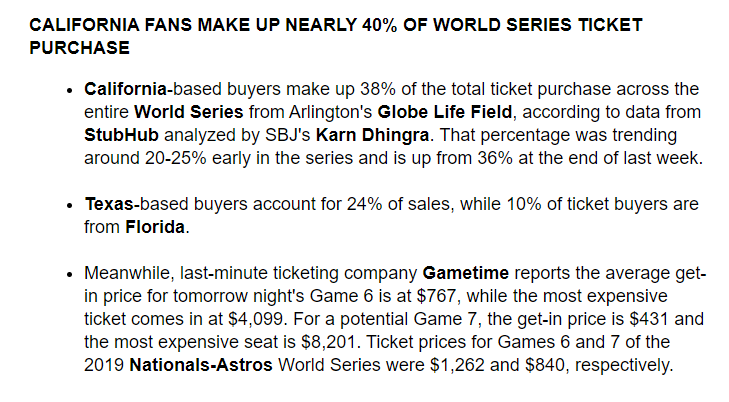 CALIFORNIA FANS MAKE UP NEARLY 40% OF WORLD SERIES TICKET
PURCHASE
• California-based buyers make up 38% of the total ticket purchase across the
entire World Series from Arlington's Globe Life Field, according to data from
StubHub analyzed by SBJ's Karn Dhingra. That percentage was trending
around 20-25% early in the series and is up from 36% at the end of last week.
• Texas-based buyers account for 24% of sales, while 10% of ticket buyers are
from Florida.
• Meanwhile, last-minute ticketing company Gametime reports the average get-
in price for tomorrow night's Game 6 is at $767, while the most expensive
ticket comes in at $4,099. For a potential Game 7, the get-in price is $431 and
the most expensive seat is $8,201. Ticket prices for Games 6 and 7 of the
2019 Nationals-Astros World Series were $1,262 and $840, respectively.